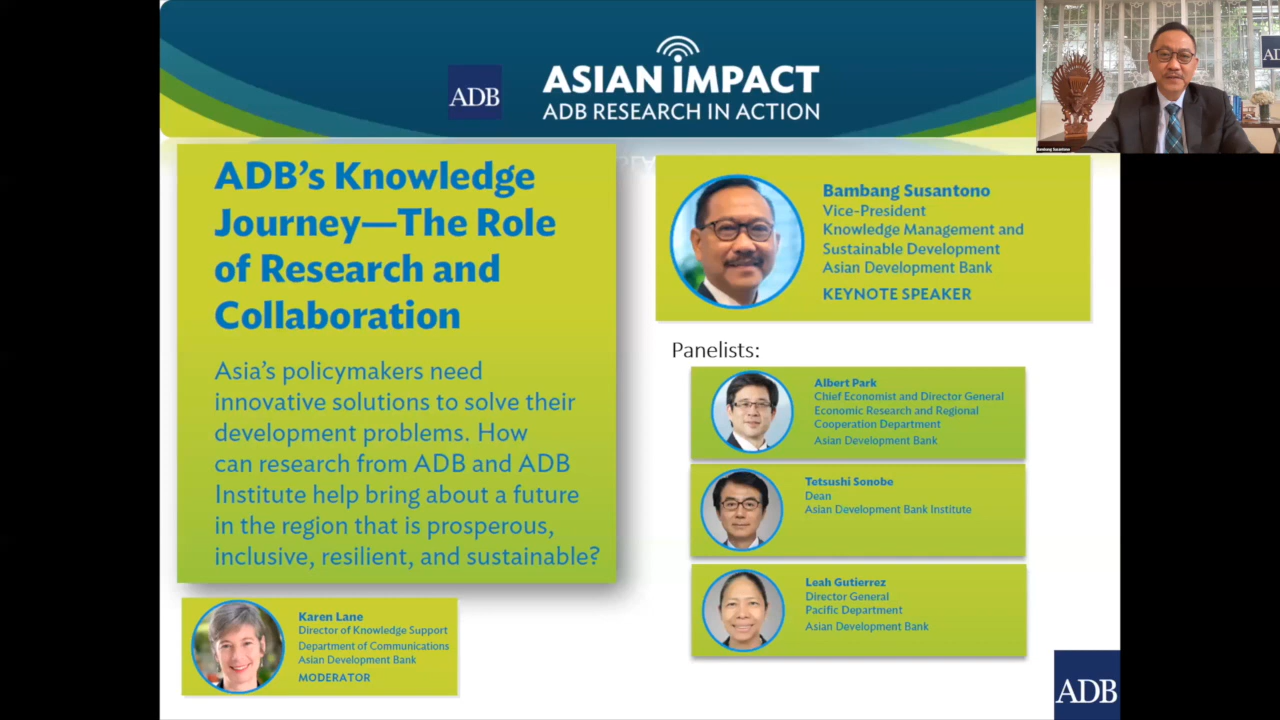 ADB
ASIAN IMPACT
ADB RESEARCH IN ACTION
ADB's Knowledge
Journey—The Role
of Research and
Collaboration
Asia's policymakers need
innovative solutions to solve their
development problems. How
can research from ADB and ADB
Institute help bring about a future
in the region that is prosperous,
inclusive, resilient, and sustainable?
Karen Lane
Director of Knowledge Support
Department of Communications
Asian Development Bank
MODERATOR
Bambang Susantono
Vice-President
Knowledge Management and
Sustainable Development
Asian Development Bank
KEYNOTE SPEAKER
Panelists:
Albert Park
Chief Economist and Director General
Economic Research and Regional
Cooperation Department
Asian Development Bank
Tetsushi Sonobe
Dean
Asian Development Bank Institute
Leah Gutierrez
Director General
Pacific Department
Asian Development Bank
ADB
Bambang Susantono